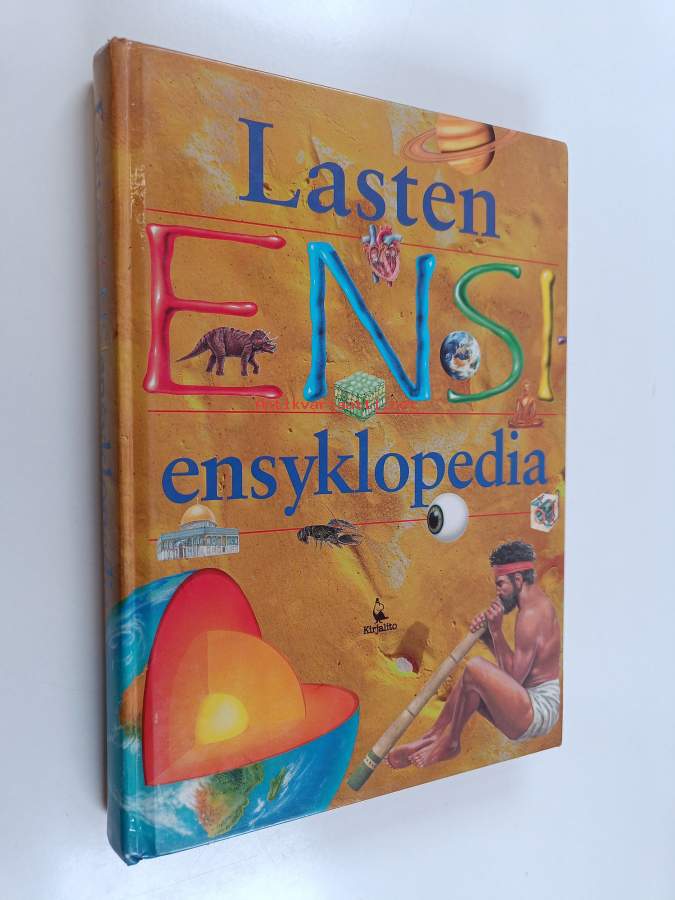 Lasten
ENSI
ensyklopedia
Kirjalito